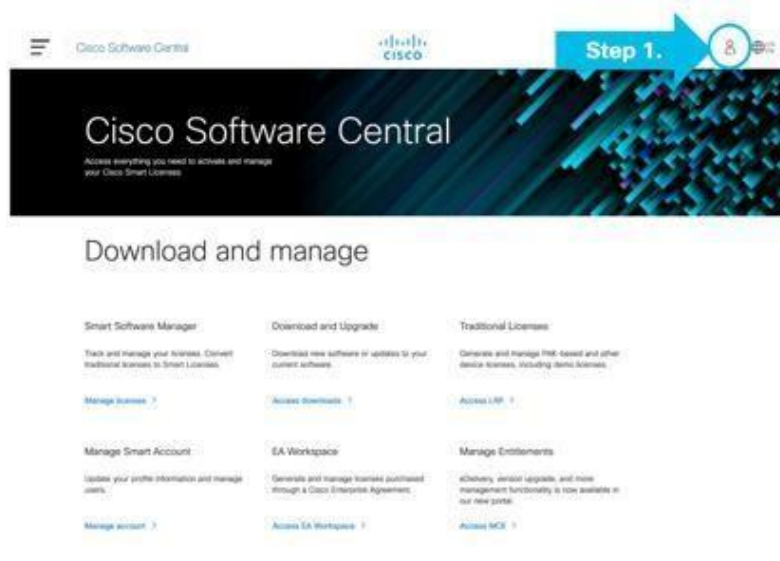 Cisco Software Central
CISCO
Step 1.
Cisco Software Central
Access everything you need to activate and manage
your Cisco Smart Licenses
Download and manage
Smart Software Manager
Track and manage your licenses. Convert
traditional licenses to Smart Licenses.
Manage licenses
Download and Upgrade
Download new software or updates to your
current software.
Access downloads
Traditional Licenses
Generate and manage PAK-based and other
device licenses, including demo licenses.
Access LRP
Manage Smart Account
Update your profile information and manage
users.
Manage account
EA Workspace
Generate and manage licenses purchased
through a Cisco Enterprise Agreement.
Access EA Workspace
Manage Entitlements
eDelivery, version upgrade, and more
management functionality is now available in
our new portal.
Access MCE